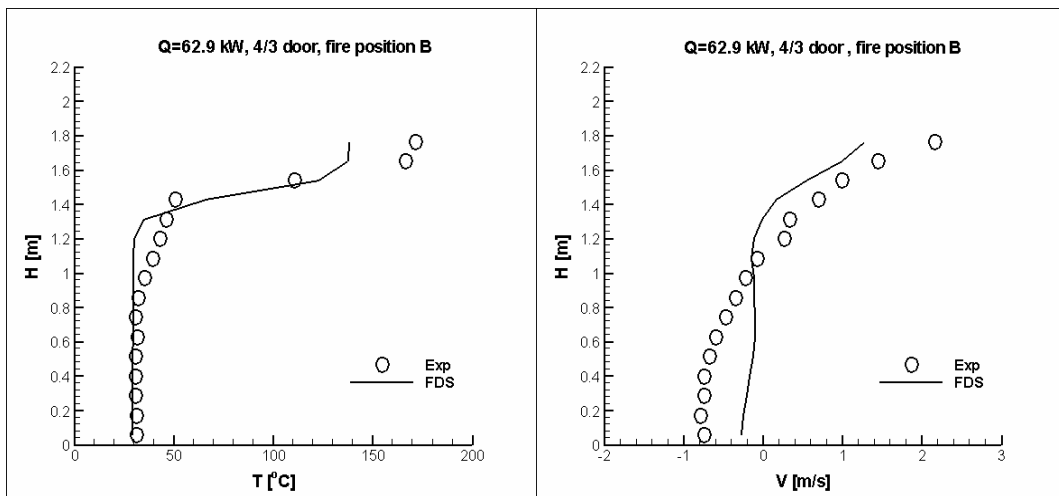 Q=62.9 kW, 4/3 door, fire position B
2.2
2
1.8
1.6
1.4
1.2
1
0.8
0.6
0.4
0.2
0
H [m]
Exp
FDS
0 50 100 150 200
T [°C]
Q=62.9 kW, 4/3 door , fire position B
2.2
2
1.8
1.6
1.4
1.2
1
0.8
0.6
0.4
0.2
0
H [m]
Exp
FDS
-2 -1 0 1 2 3
V [m/s]